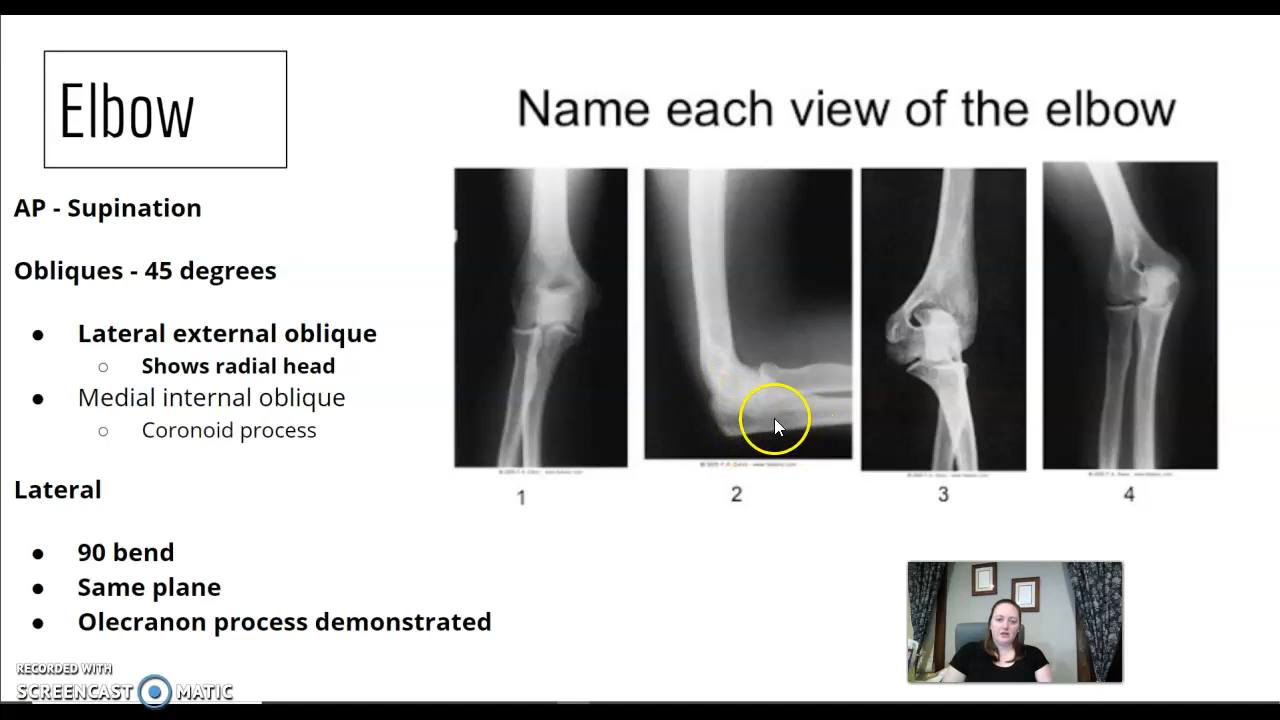 Elbow
Name each view of the elbow
AP - Supination
Obliques - 45 degrees
● Lateral external oblique
○ Shows radial head
● Medial internal oblique
○ Coronoid process
Lateral
● 90 bend
● Same plane
● Olecranon process demonstrated
1
2
3
4
RECORDED WITH
SCREENCAST MATIC